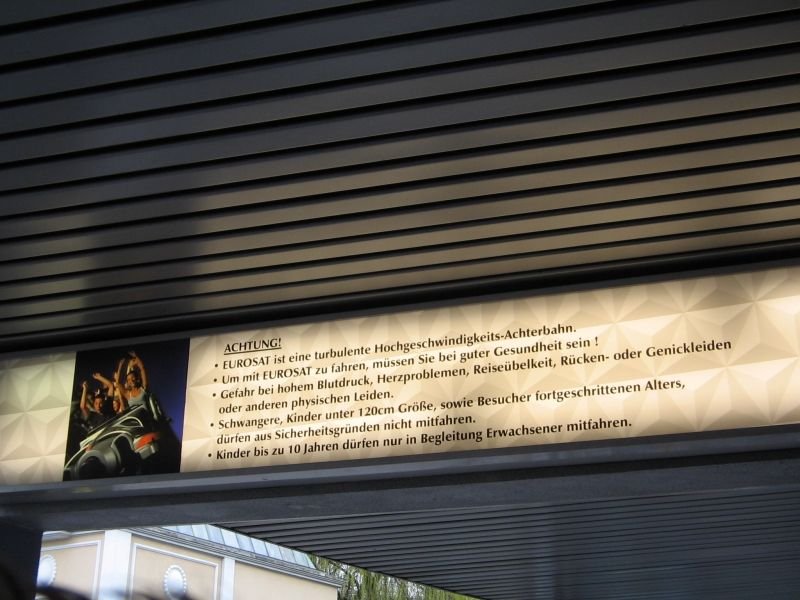 ACHTUNG!
• EUROSAT ist eine turbulente Hochgeschwindigkeits-Achterbahn.
• Um mit EUROSAT zu fahren, müssen Sie bei guter Gesundheit sein !
• Gefahr bei hohem Blutdruck, Herzproblemen, Reiseübelkeit, Rücken- oder Genickleiden
oder anderen physischen Leiden.
• Schwangere, Kinder unter 120cm Größe, sowie Besucher fortgeschrittenen Alters,
dürfen aus Sicherheitsgründen nicht mitfahren.
• Kinder bis zu 10 Jahren dürfen nur in Begleitung Erwachsener mitfahren.